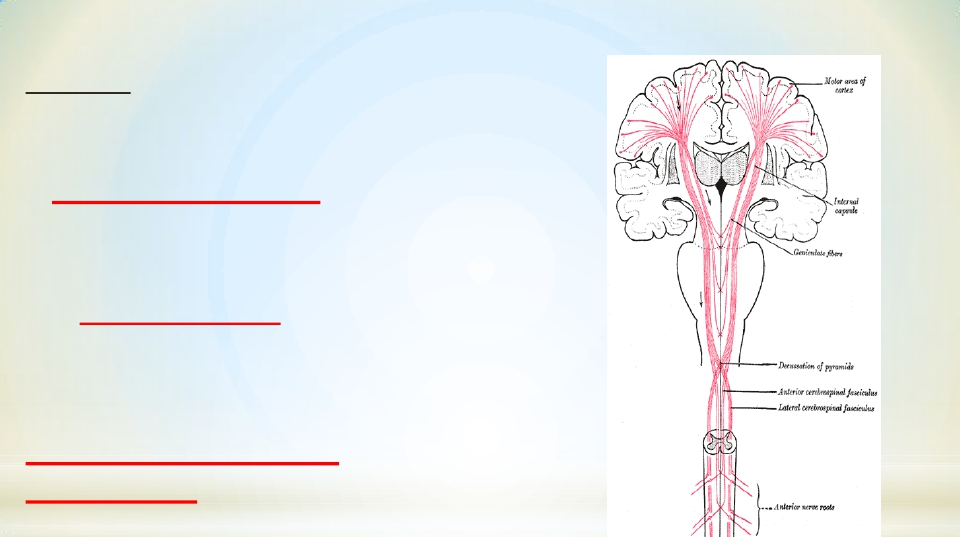 Motor area of
cortex
Internal
capsule
Geniculate fibers
Decussation of pyramids
Anterior cerebrospinal fasciculus
Lateral cerebrospinal fasciculus
Anterior nerve roots